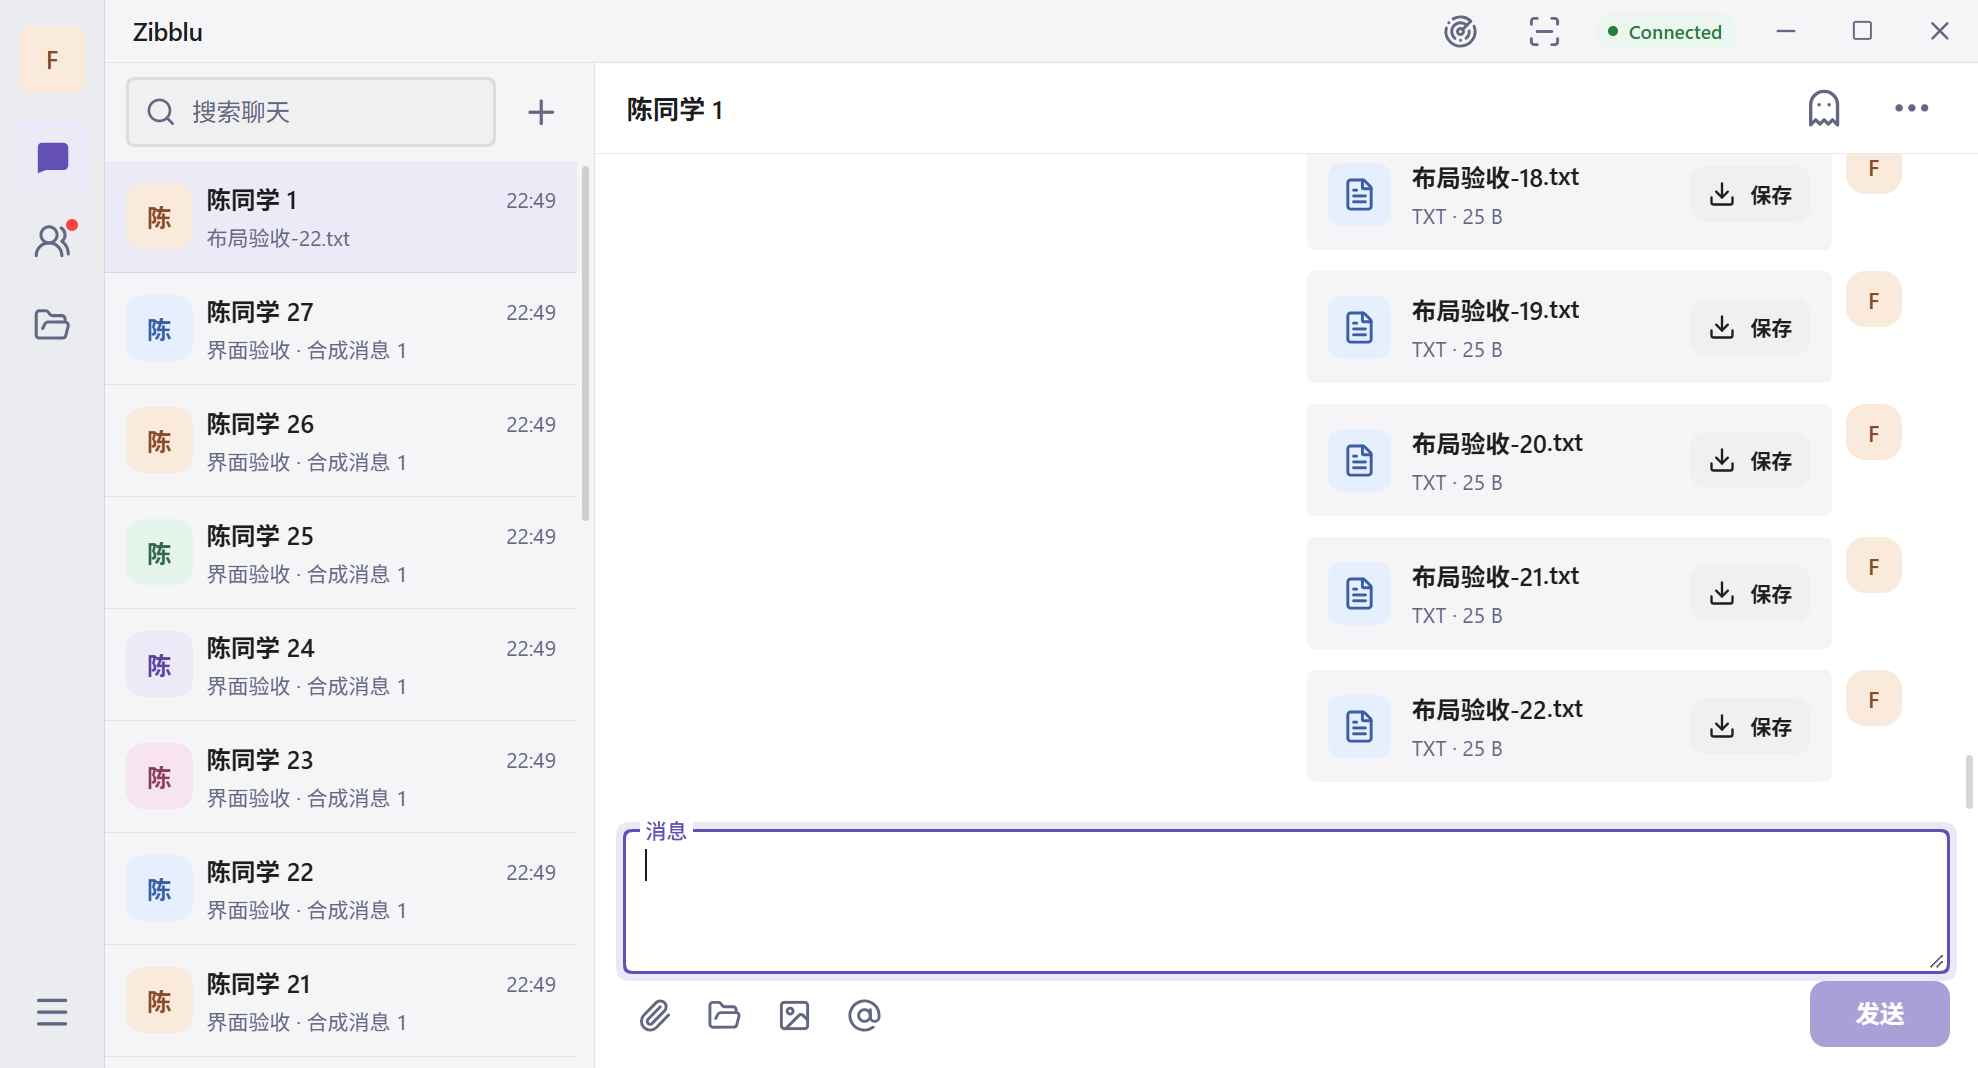 F
Zibblu
Connected
搜索聊天
陈
陈同学 1
22:49
布局验收-22.txt
陈
陈同学 27
22:49
界面验收 · 合成消息 1
陈
陈同学 26
22:49
界面验收 · 合成消息 1
陈
陈同学 25
22:49
界面验收 · 合成消息 1
陈
陈同学 24
22:49
界面验收 · 合成消息 1
陈
陈同学 23
22:49
界面验收 · 合成消息 1
陈
陈同学 22
22:49
界面验收 · 合成消息 1
陈
陈同学 21
22:49
界面验收 · 合成消息 1
陈同学 1
布局验收-18.txt
TXT · 25 B
保存
F
布局验收-19.txt
TXT · 25 B
保存
F
布局验收-20.txt
TXT · 25 B
保存
F
布局验收-21.txt
TXT · 25 B
保存
F
布局验收-22.txt
TXT · 25 B
保存
F
消息
发送